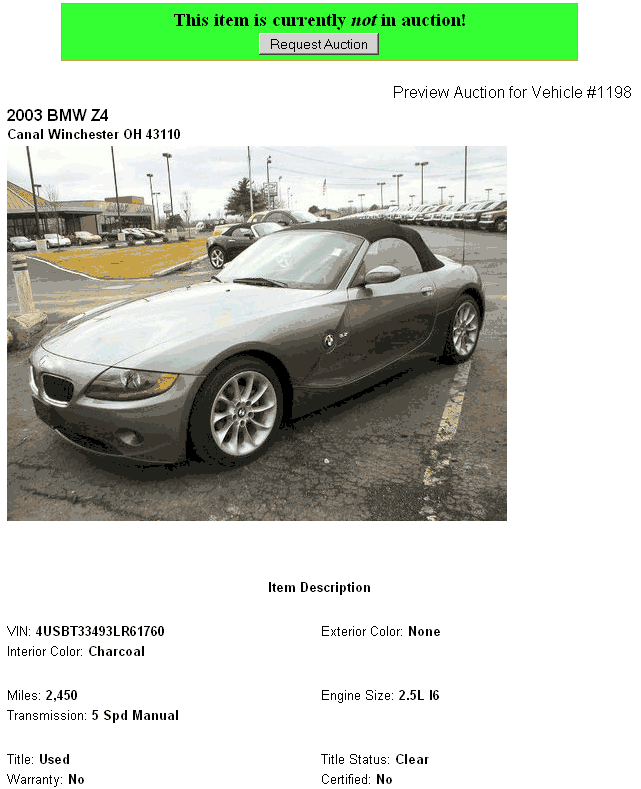 This item is currently not in auction!
Request Auction
Preview Auction for Vehicle #1198
2003 BMW Z4
Canal Winchester OH 43110
Item Description
VIN: 4USBT33493LR61760
Exterior Color: None
Interior Color: Charcoal
Miles: 2,450
Engine Size: 2.5L I6
Transmission: 5 Spd Manual
Title: Used
Title Status: Clear
Warranty: No
Certified: No